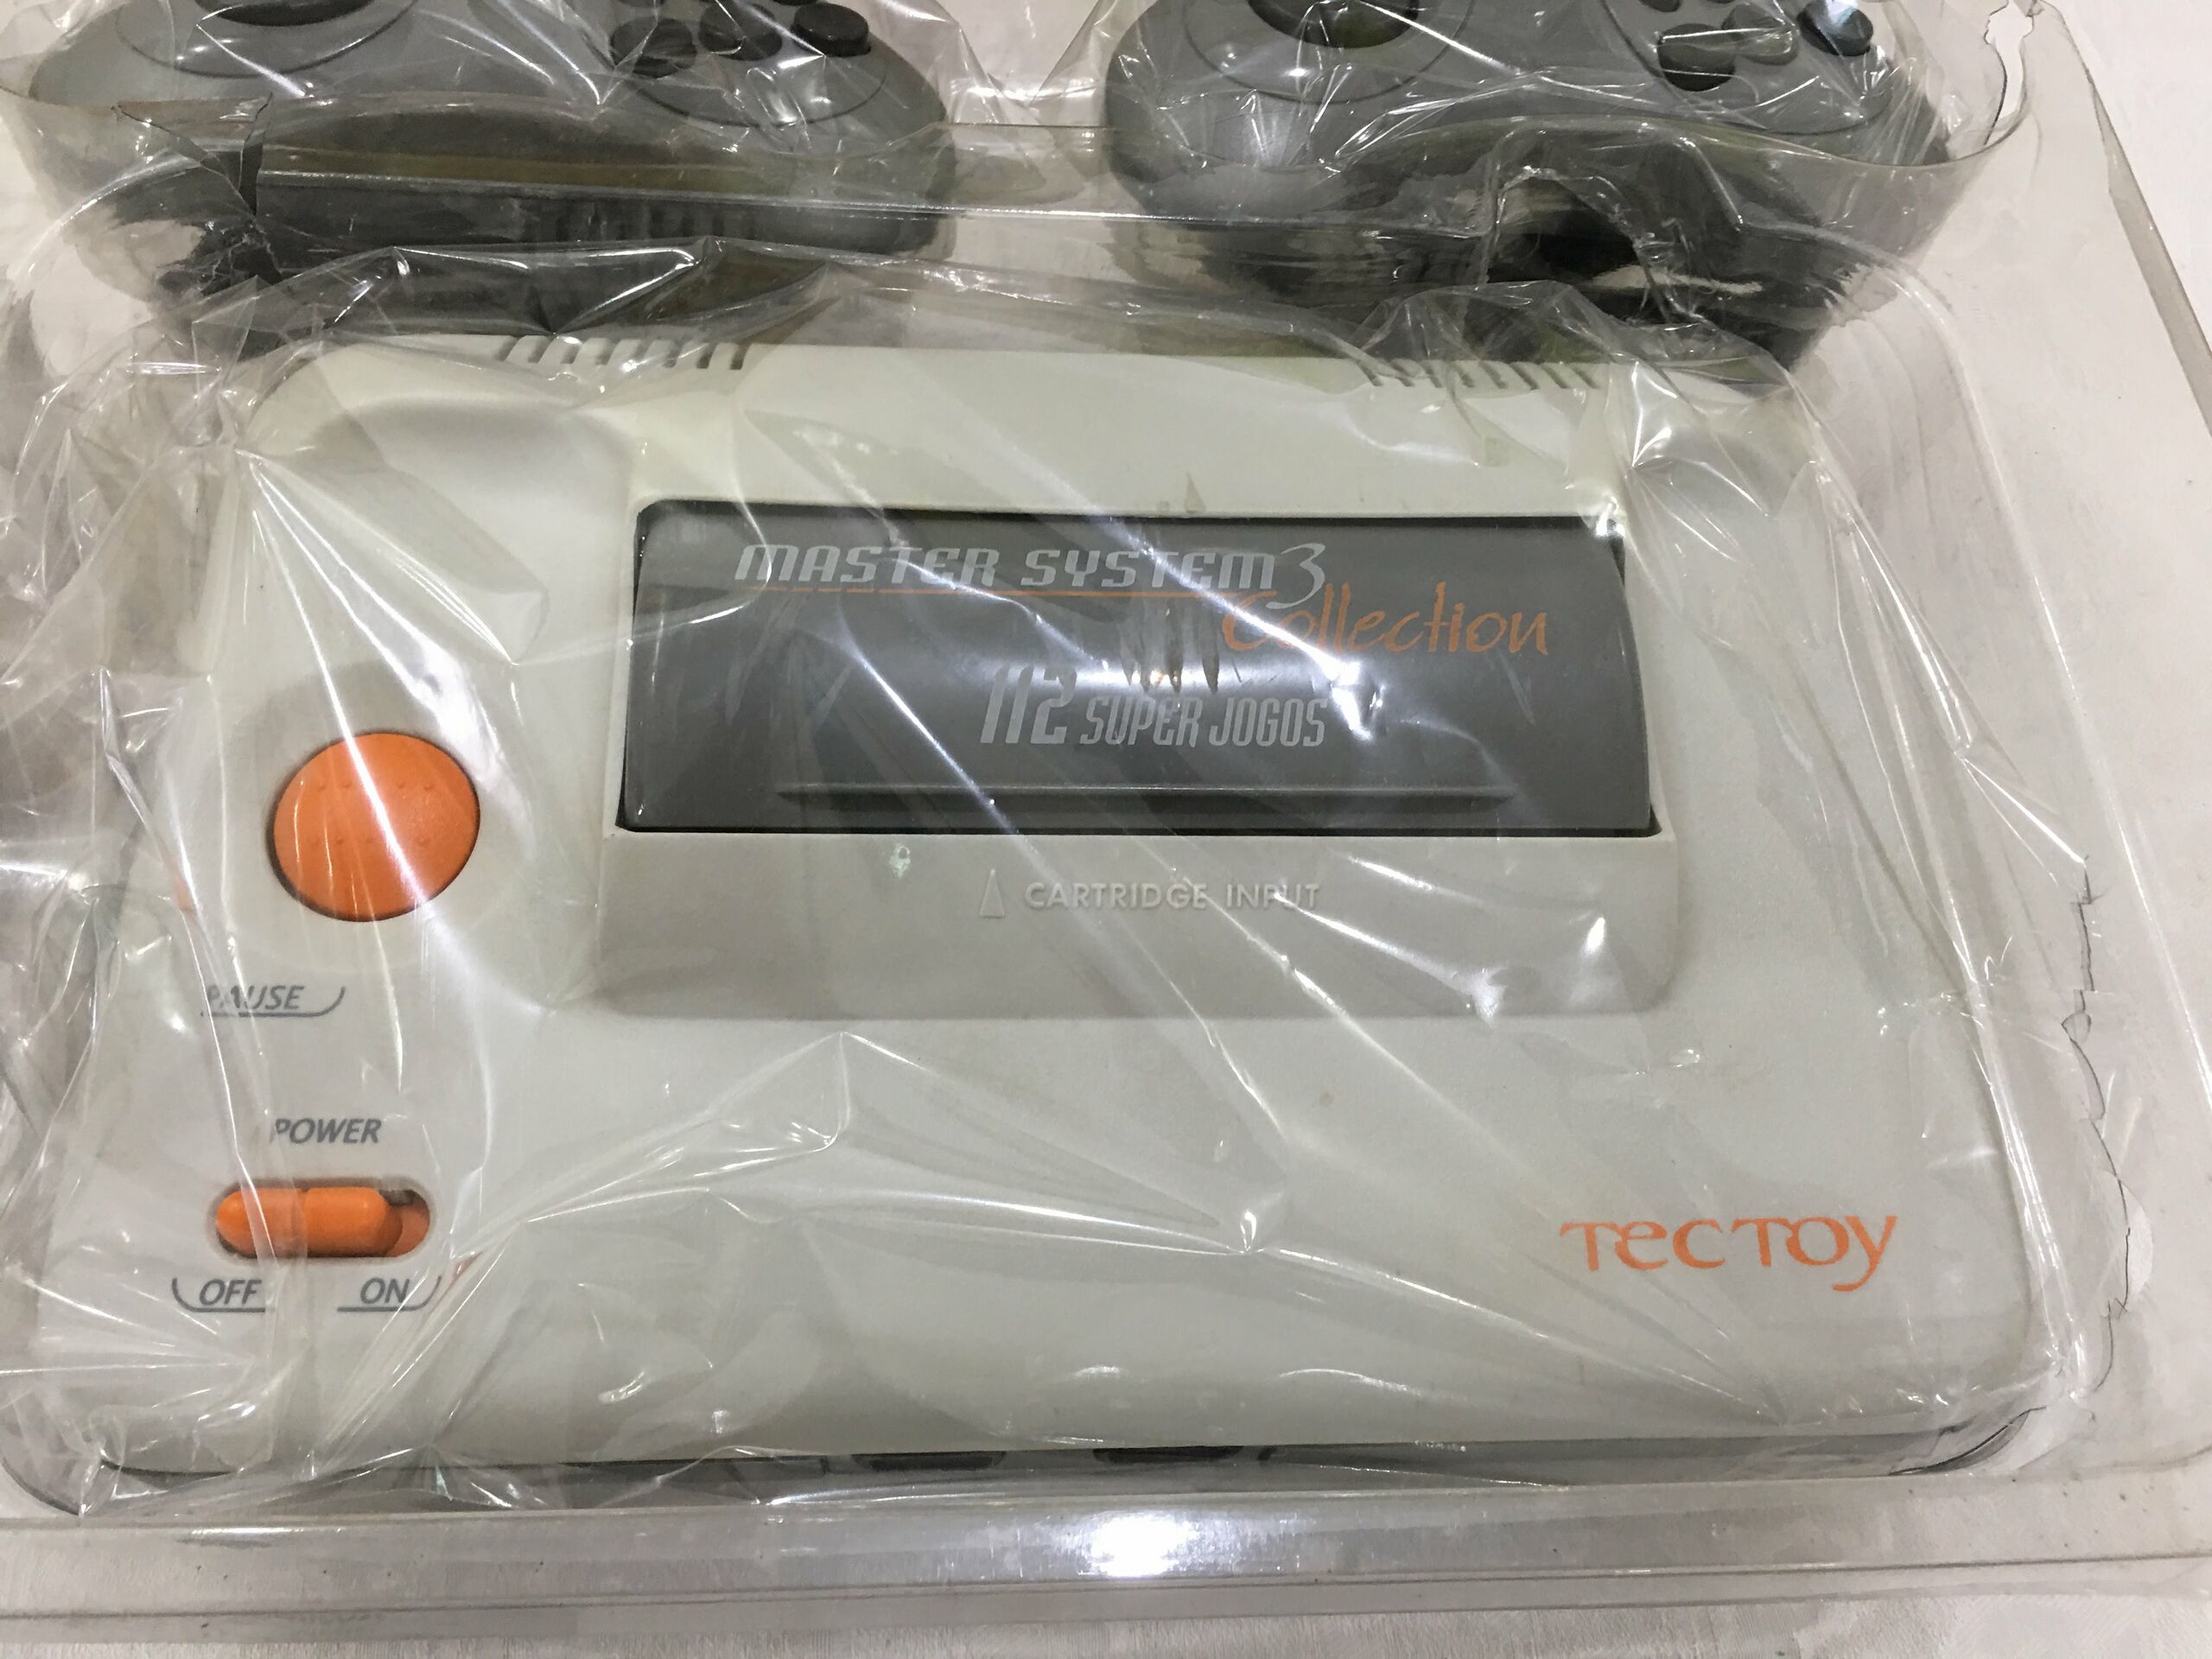 MASTER SYSTEM 3
Collection
112 SUPER JOGOS
CARTRIDGE INPUT
PAUSE
POWER
OFF ON
TECTOY